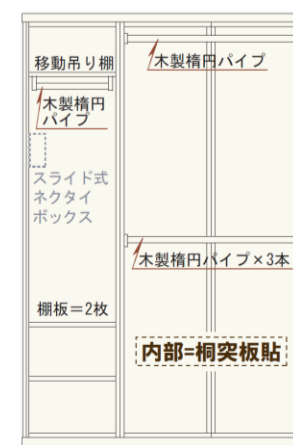 移動吊り棚
木製楕円パイプ
木製楕円
パイプ
スライド式
ネクタイ
ボックス
木製楕円パイプ×3本
棚板=2枚
内部=桐突板貼